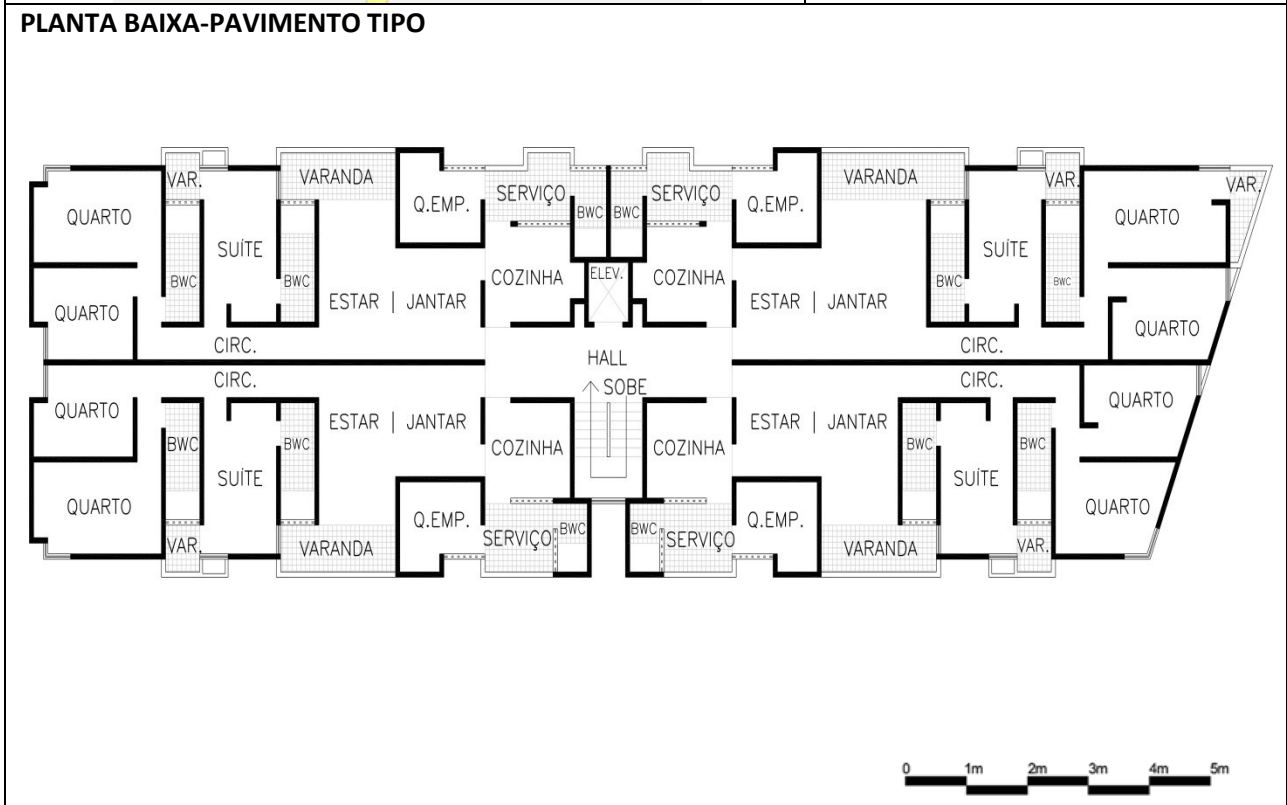 PLANTA BAIXA-PAVIMENTO TIPO
VAR. VARANDA Q.EMP. SERVIÇO BWC BWC SERVIÇO Q.EMP. VARANDA VAR. VAR.
QUARTO SUÍTE QUARTO
BWC BWC COZINHA ELEV. COZINHA BWC BWC
QUARTO ESTAR | JANTAR ESTAR | JANTAR QUARTO
CIRC. HALL CIRC.
CIRC. SUÍTE SOBE CIRC.
QUARTO ESTAR | JANTAR ESTAR | JANTAR QUARTO
BWC BWC COZINHA COZINHA BWC BWC
SUÍTE SUÍTE
QUARTO Q.EMP. SERVIÇO BWC BWC SERVIÇO Q.EMP. QUARTO
VAR. VARANDA VARANDA VAR.
0 1m 2m 3m 4m 5m